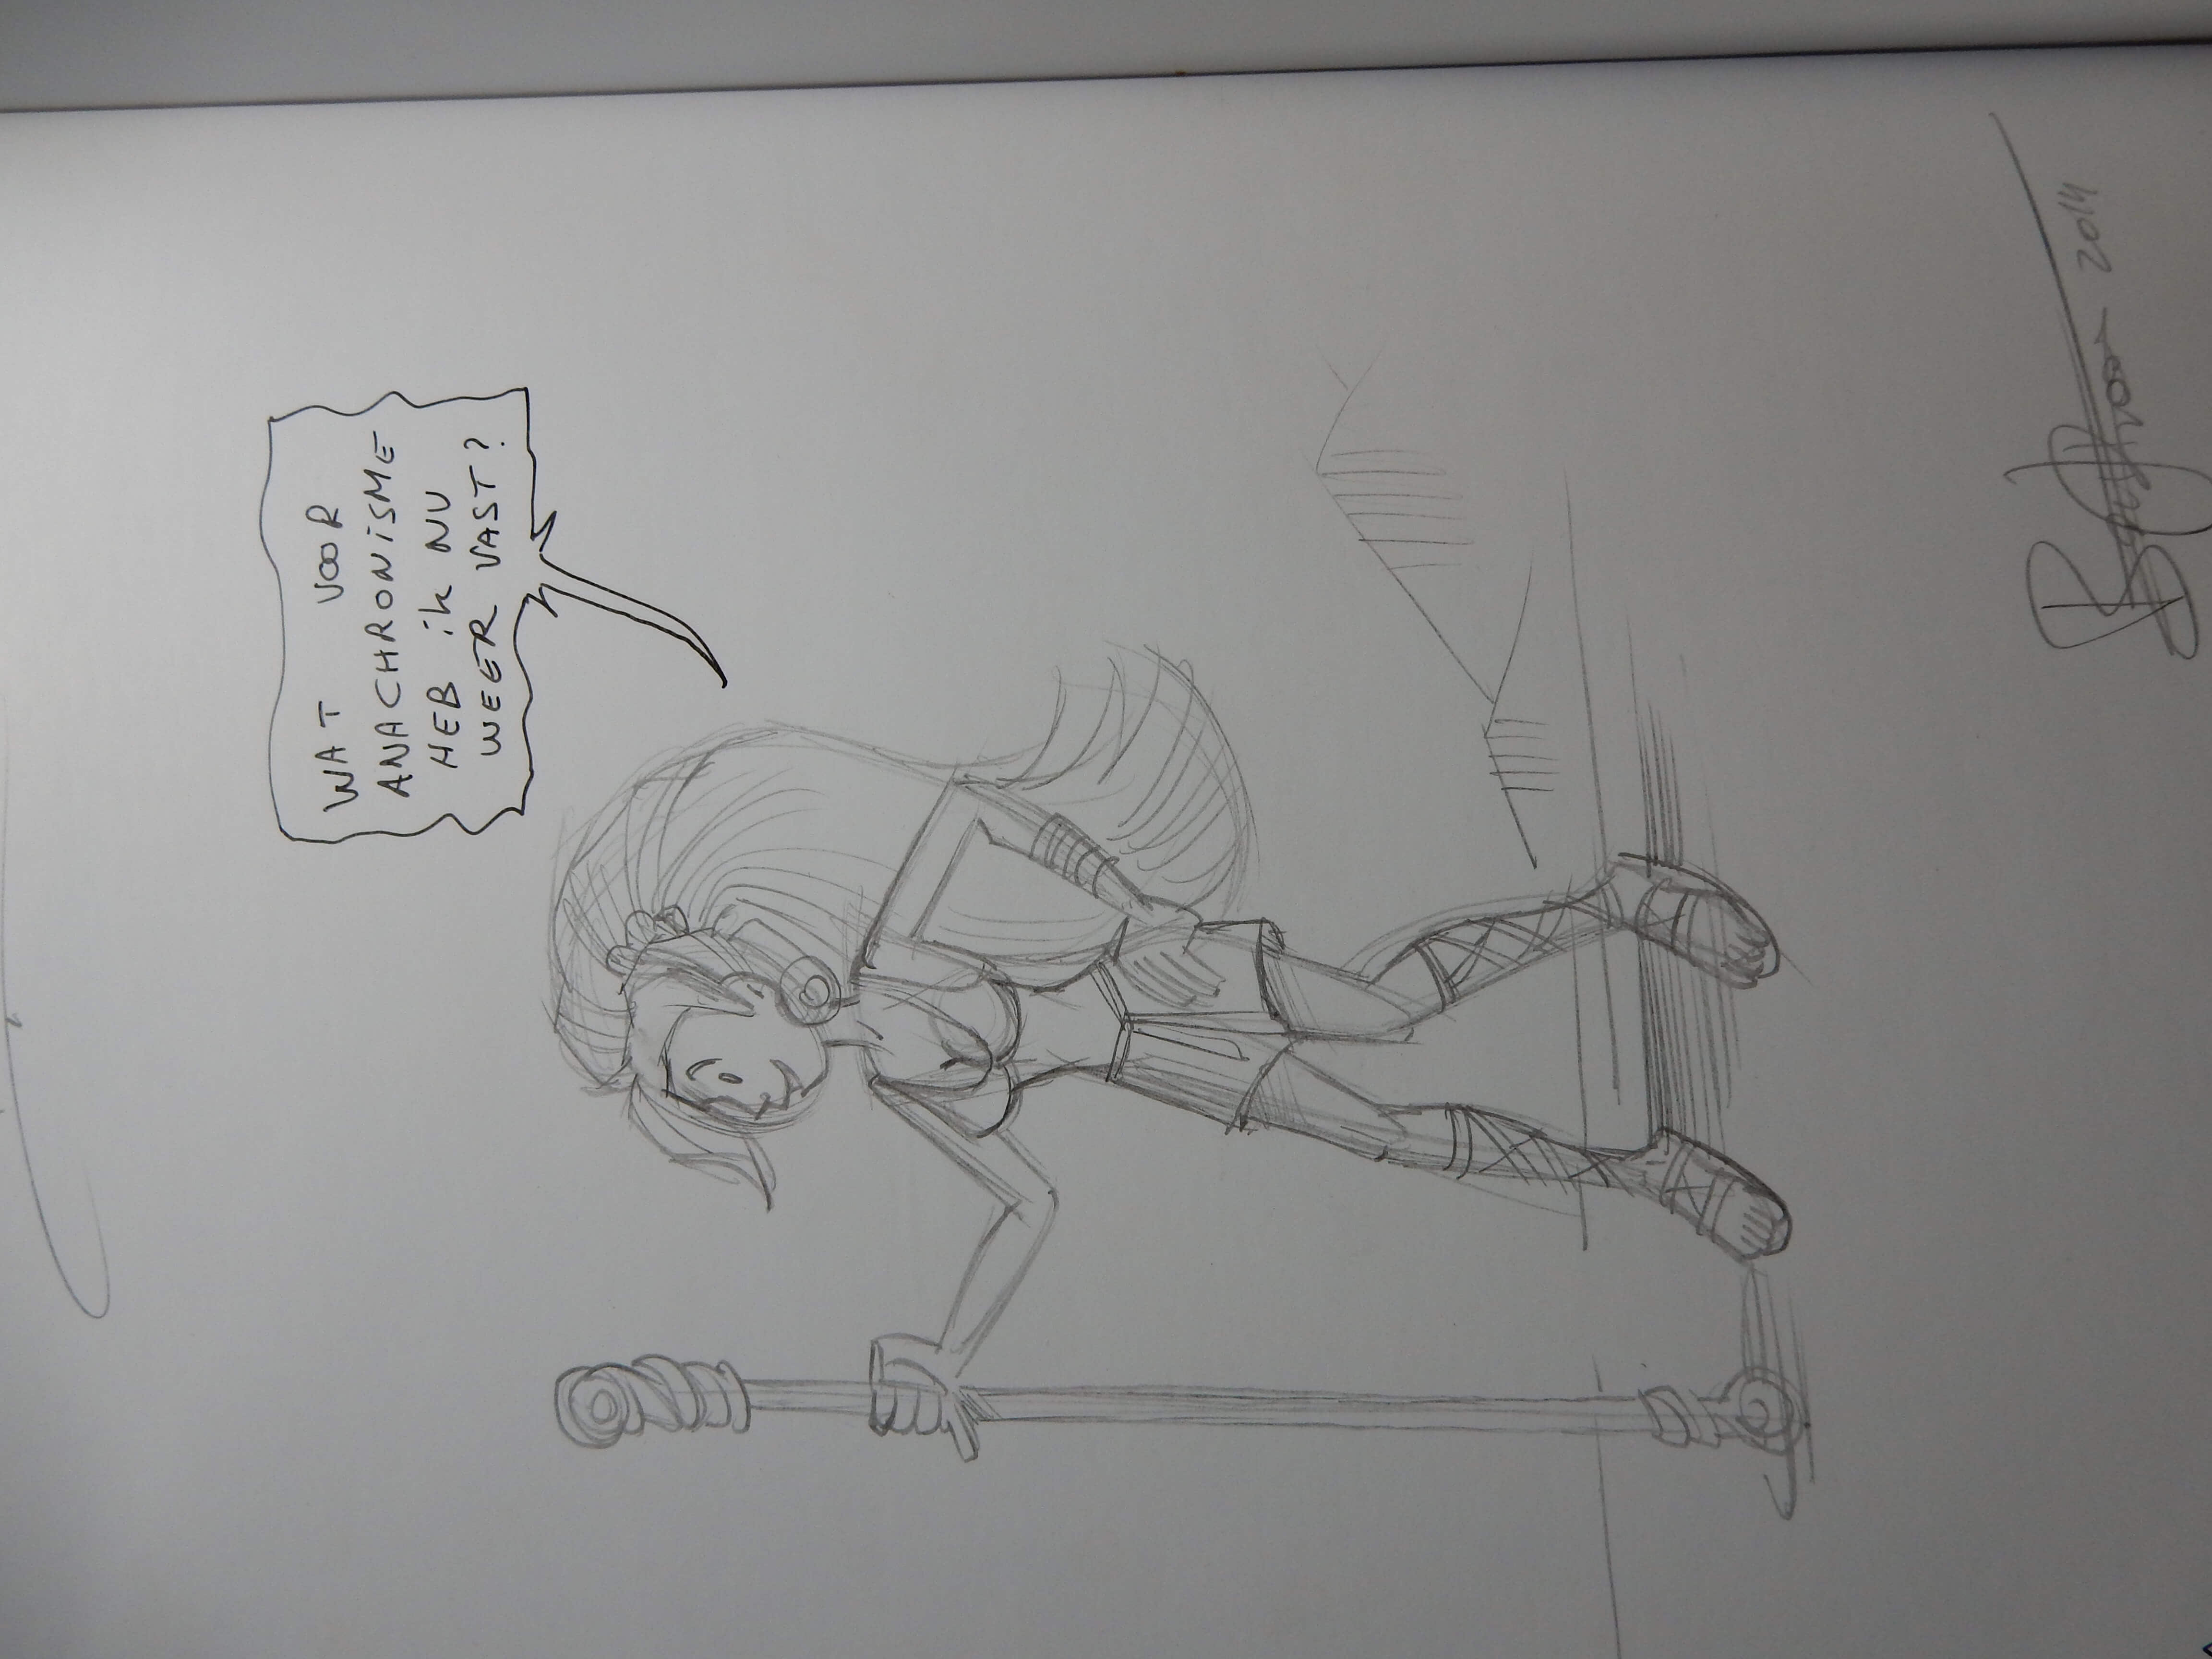 WAT VOOR
ANACHRONiSME
HEB ik NU
WEER VAST?
2014